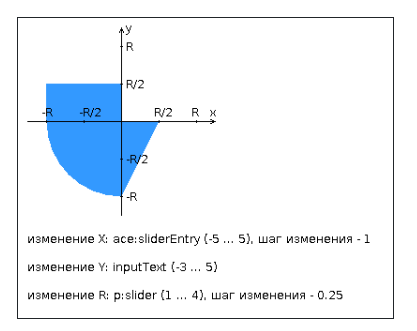 y
R
R/2
-R -R/2 R/2 R x
-R/2
-R
изменение X: ace:sliderEntry (-5 ... 5), шаг изменения - 1
изменение Y: inputText (-3 ... 5)
изменение R: p:slider (1 ... 4), шаг изменения - 0.25